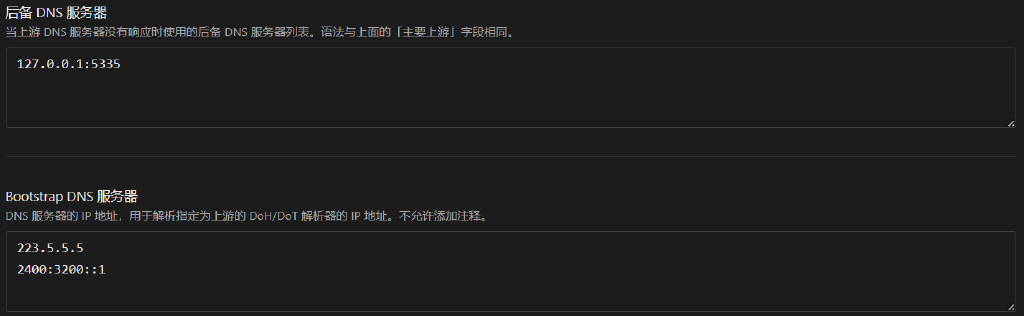 后备 DNS 服务器
当上游 DNS 服务器没有响应时使用的后备 DNS 服务器列表。语法与上面的「主要上游」字段相同。
127.0.0.1:5335
Bootstrap DNS 服务器
DNS 服务器的 IP 地址，用于解析指定为上游的 DoH/DoT 解析器的 IP 地址。不允许添加注释。
223.5.5.5
2400:3200::1